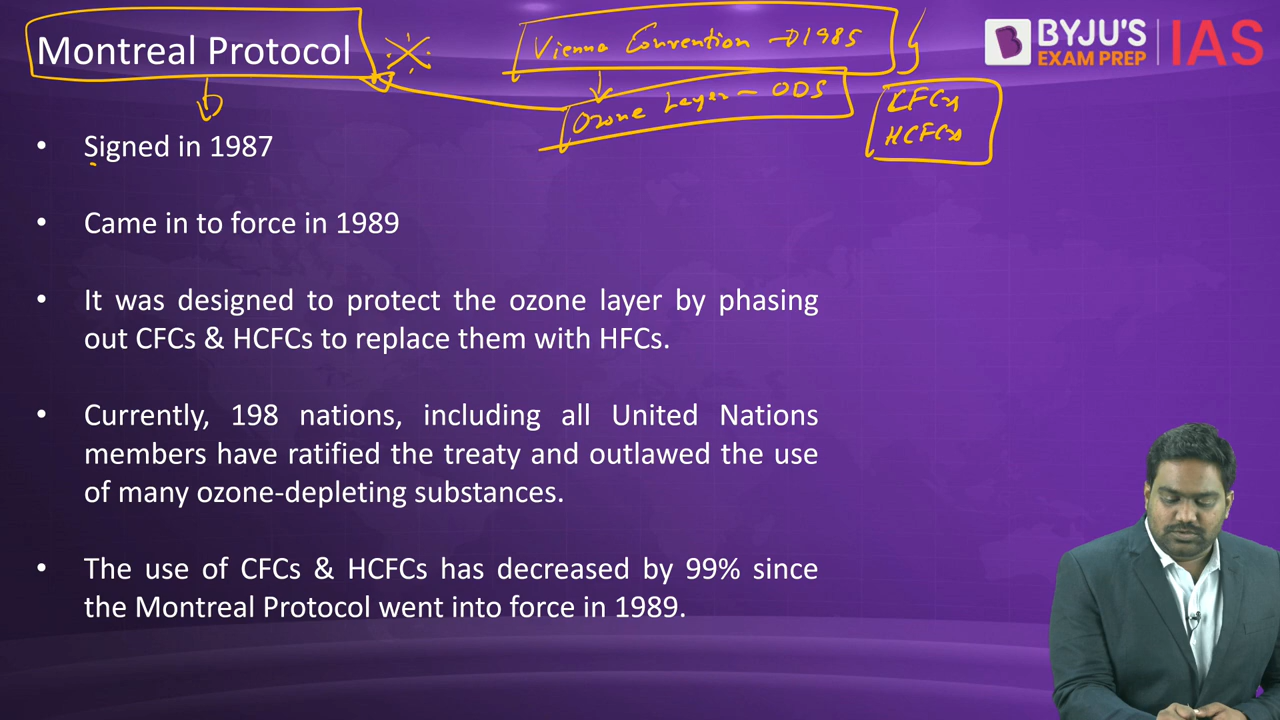 Montreal Protocol
Vienna Convention → 1985
BYJU'S
EXAM PREP
IAS
Ozone Layer - ODS
CFCs
HCFCs
• Signed in 1987
• Came in to force in 1989
• It was designed to protect the ozone layer by phasing
out CFCs & HCFCs to replace them with HFCs.
• Currently, 198 nations, including all United Nations
members have ratified the treaty and outlawed the use
of many ozone-depleting substances.
• The use of CFCs & HCFCs has decreased by 99% since
the Montreal Protocol went into force in 1989.